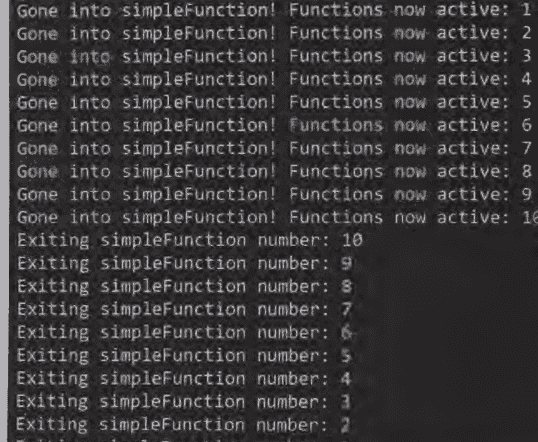 Gone into simpleFunction! Functions now active: 1
Gone into simpleFunction! Functions now active: 2
Gone into simpleFunction! Functions now active: 3
Gone into simpleFunction! Functions now active: 4
Gone into simpleFunction! Functions now active: 5
Gone into simpleFunction! Functions now active: 6
Gone into simpleFunction! Functions now active: 7
Gone into simpleFunction! Functions now active: 8
Gone into simpleFunction! Functions now active: 9
Gone into simpleFunction! Functions now active: 10
Exiting simpleFunction number: 10
Exiting simpleFunction number: 9
Exiting simpleFunction number: 8
Exiting simpleFunction number: 7
Exiting simpleFunction number: 6
Exiting simpleFunction number: 5
Exiting simpleFunction number: 4
Exiting simpleFunction number: 3
Exiting simpleFunction number: 2